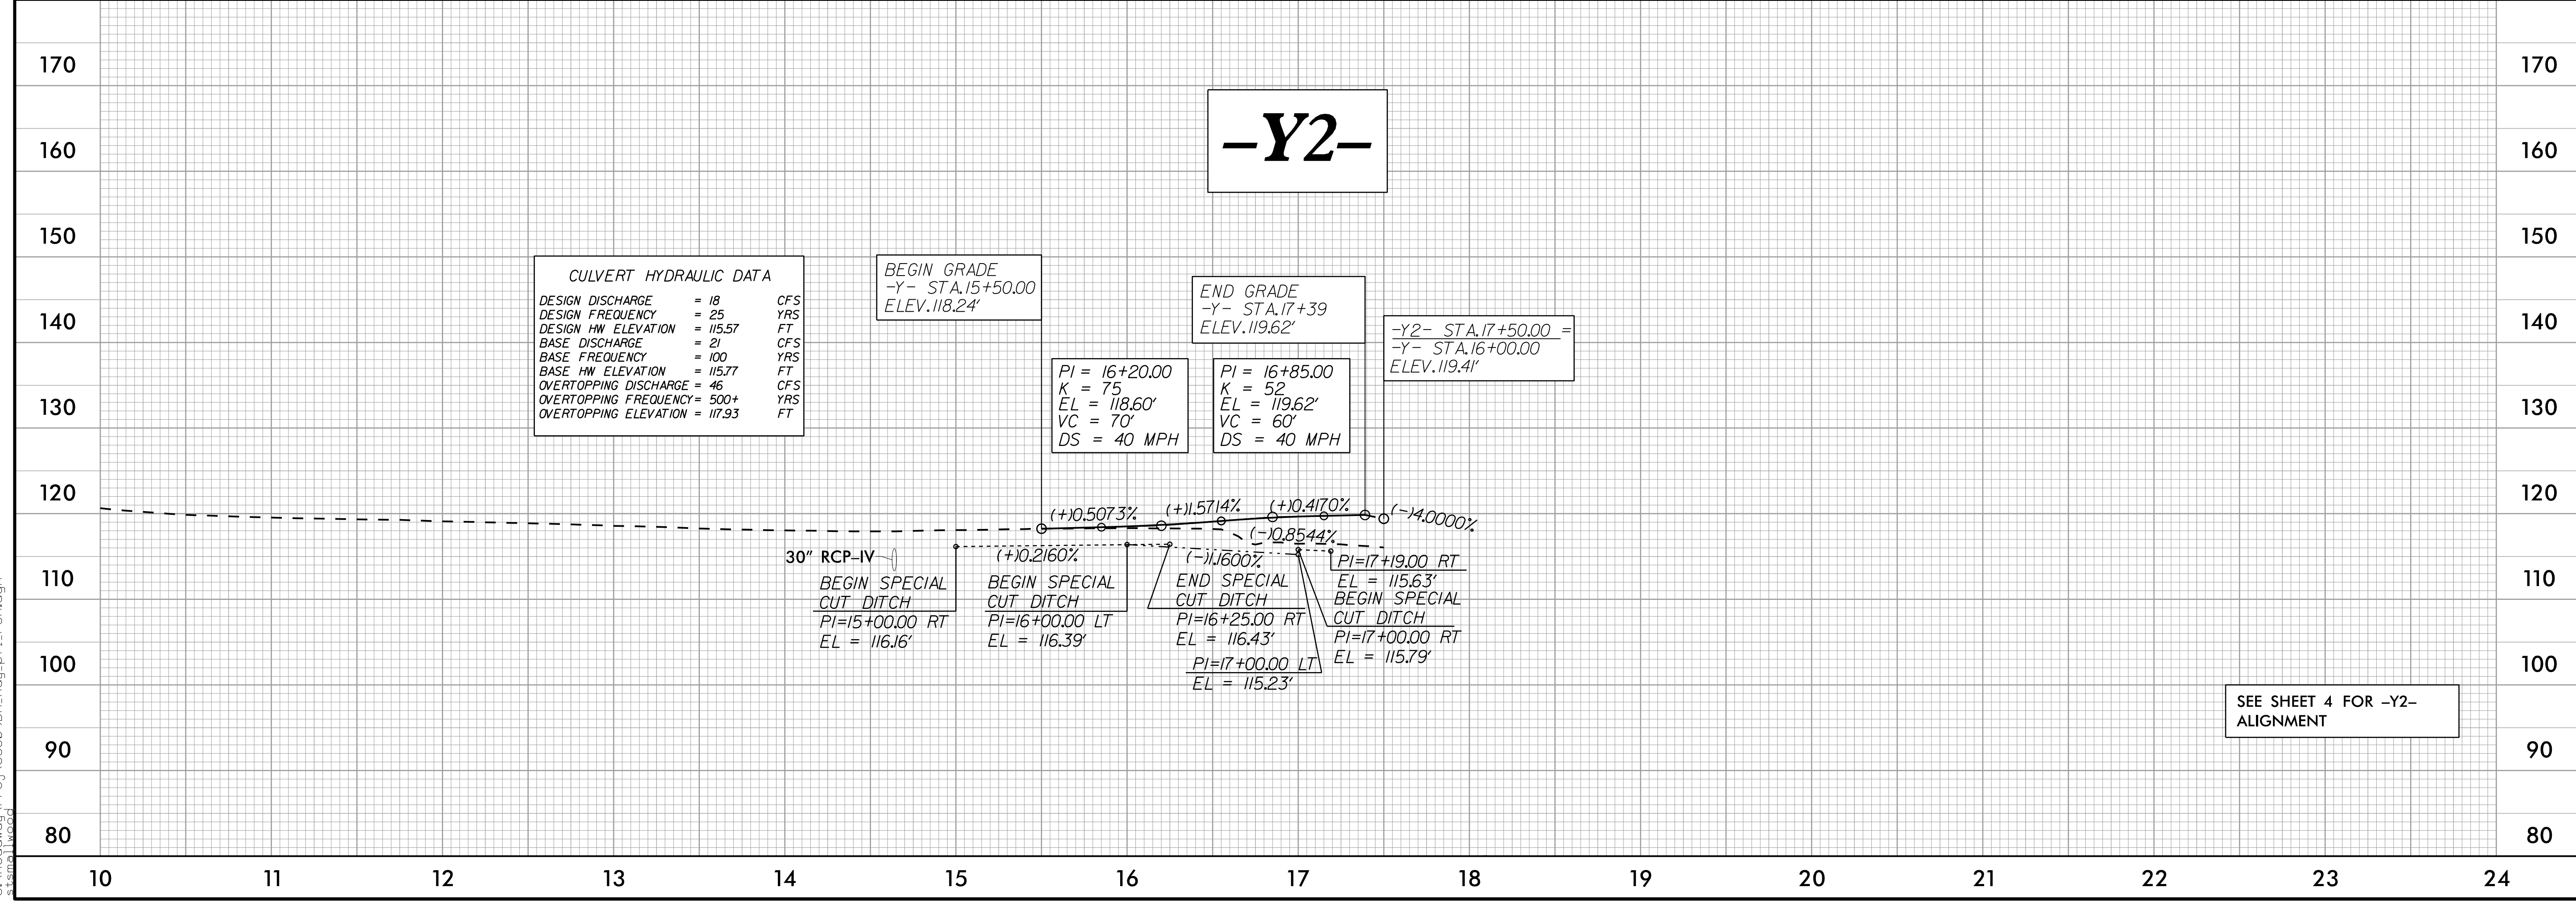 170
170
-Y2-
160
160
150
150
CULVERT HYDRAULIC DATA
DESIGN DISCHARGE = 18 CFS
DESIGN FREQUENCY = 25 YRS
DESIGN HW ELEVATION = 115.57 FT
BASE DISCHARGE = 21 CFS
BASE FREQUENCY = 100 YRS
BASE HW ELEVATION = 115.77 FT
OVERTOPPING DISCHARGE = 46 CFS
OVERTOPPING FREQUENCY = 500+ YRS
OVERTOPPING ELEVATION = 117.93 FT
BEGIN GRADE
-Y- STA.15+50.00
ELEV.118.24'
END GRADE
-Y- STA.17+39
ELEV.119.62'
-Y2- STA.17+50.00 =
-Y- STA.16+00.00
ELEV.119.41'
140
140
PI = 16+20.00
K = 75
EL = 118.60'
VC = 70'
DS = 40 MPH
PI = 16+85.00
K = 52
EL = 119.62'
VC = 60'
DS = 40 MPH
130
130
120
120
(+)0.5073%
(+)1.5714%
(+)0.4170%
(-)4.0000%
(-)0.8544%
30" RCP-IV
(+)0.2160%
(-)1.1600%
110
110
BEGIN SPECIAL
CUT DITCH
PI=15+00.00 RT
EL = 116.16'
BEGIN SPECIAL
CUT DITCH
PI=16+00.00 LT
EL = 116.39'
END SPECIAL
CUT DITCH
PI=16+25.00 RT
EL = 116.43'
PI=17+00.00 LT
EL = 115.23'
PI=17+19.00 RT
EL = 115.63'
BEGIN SPECIAL
CUT DITCH
PI=17+00.00 RT
EL = 115.79'
100
100
SEE SHEET 4 FOR -Y2-
ALIGNMENT
90
90
80
80
stsmallwood
10 11 12 13 14 15 16 17 18 19 20 21 22 23 24